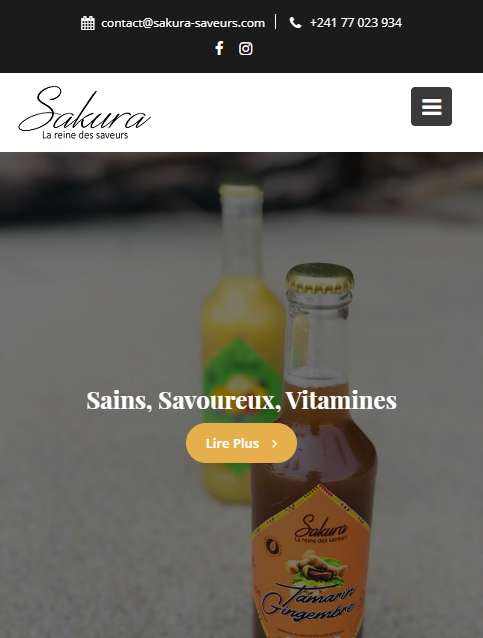 contact@sakura-saveurs.com
+241 77 023 934
Sakura
La reine des saveurs
Sains, Savoureux, Vitamines
Lire Plus
Sakura
La reine des saveurs
Tamarin
Gingembre